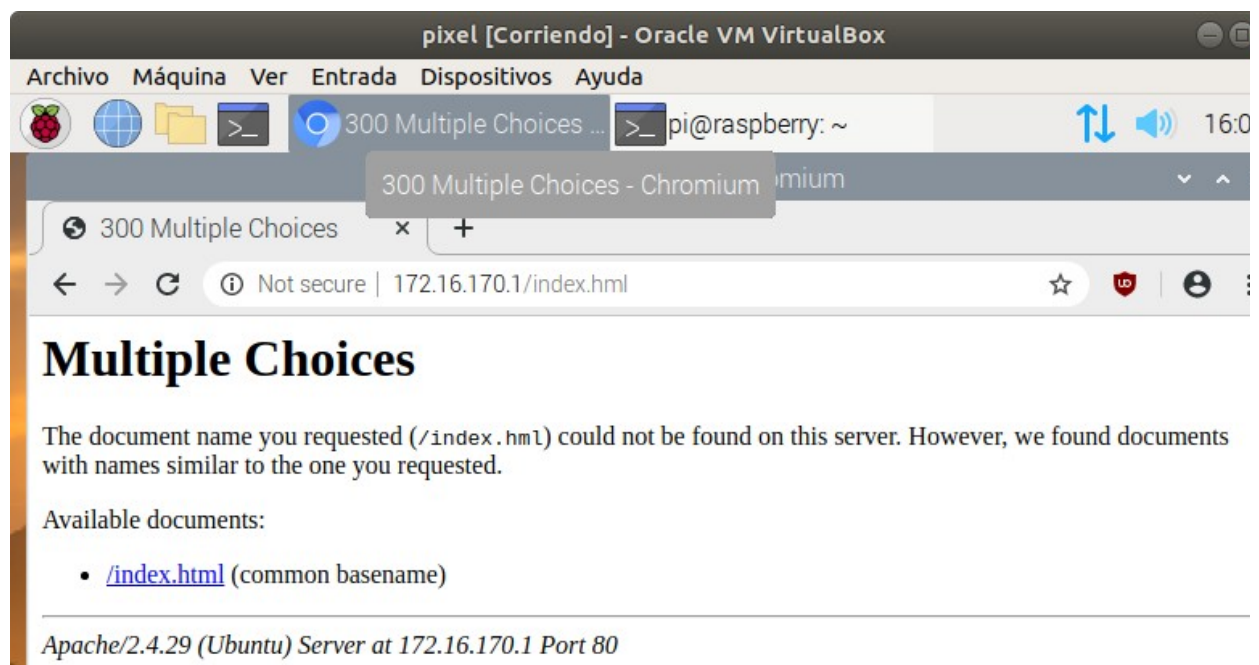 pixel [Corriendo] - Oracle VM VirtualBox
Archivo Máquina Ver Entrada Dispositivos Ayuda
>_ 300 Multiple Choices ... >_ pi@raspberry: ~ 16:0
300 Multiple Choices - Chromium mium
300 Multiple Choices × +
Not secure | 172.16.170.1/index.hml
Multiple Choices
The document name you requested (/index.hml) could not be found on this server. However, we found documents
with names similar to the one you requested.
Available documents:
• /index.html (common basename)
Apache/2.4.29 (Ubuntu) Server at 172.16.170.1 Port 80